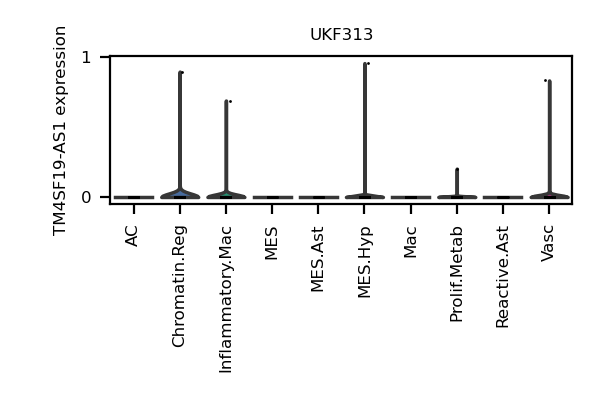 UKF313
TM4SF19-AS1 expression
1
0
AC
Chromatin.Reg
Inflammatory.Mac
MES
MES.Ast
MES.Hyp
Mac
Prolif.Metab
Reactive.Ast
Vasc